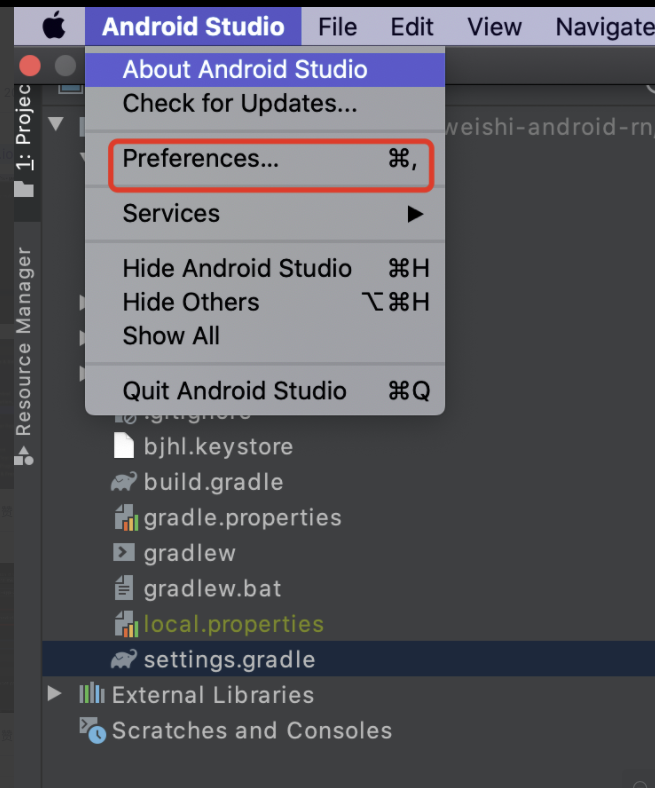 Android Studio File Edit View Navigate
About Android Studio
Check for Updates...
Preferences... ⌘,
Services ▶
Hide Android Studio ⌘H
Hide Others ⌥⌘H
Show All
Quit Android Studio ⌘Q
1: Projec
Resource Manager
weishi-android-rn
.gitignore
bjhl.keystore
build.gradle
gradle.properties
gradlew
gradlew.bat
local.properties
settings.gradle
External Libraries
Scratches and Consoles